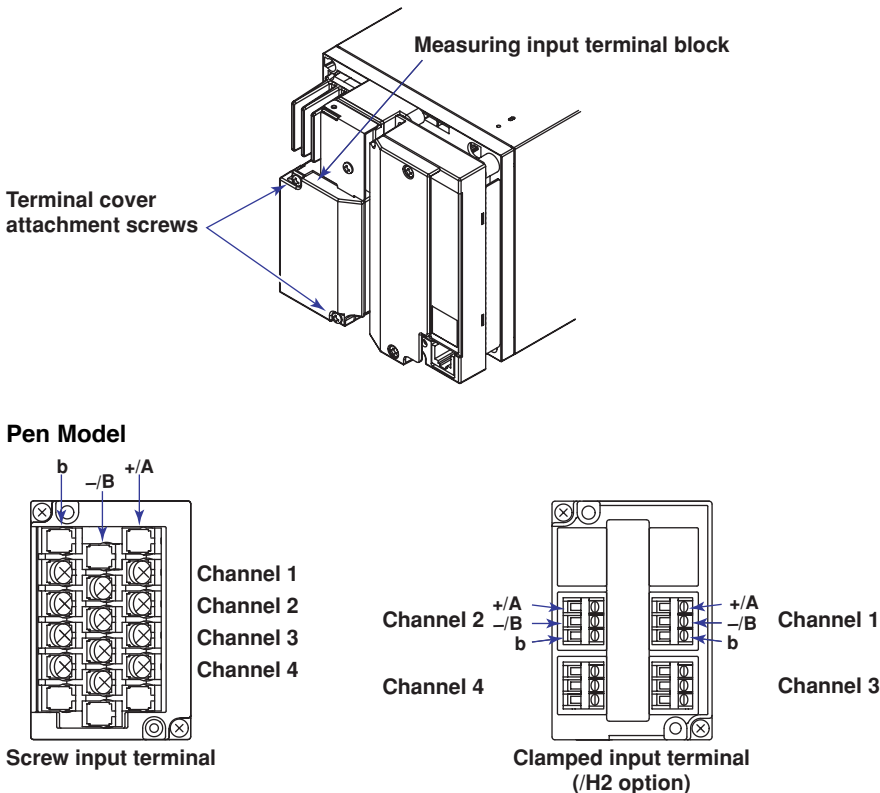 Measuring input terminal block
Terminal cover
attachment screws
Pen Model
b
–/B
+/A
Channel 1
Channel 2
Channel 3
Channel 4
Screw input terminal
Channel 2
+/A
–/B
b
+/A
–/B
b
Channel 1
Channel 4
Channel 3
Clamped input terminal
(/H2 option)